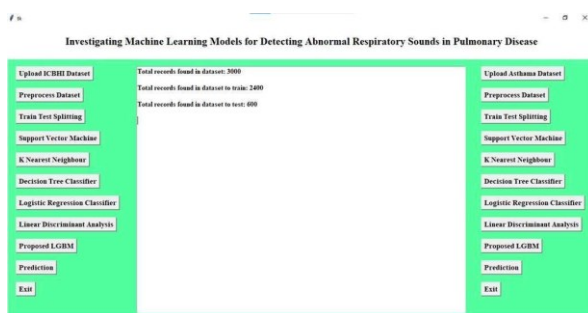 tk
Investigating Machine Learning Models for Detecting Abnormal Respiratory Sounds in Pulmonary Disease
Upload ICBHI Dataset
Preprocess Dataset
Train Test Splitting
Support Vector Machine
K Nearest Neighbour
Decision Tree Classifier
Logistic Regression Classifier
Linear Discriminant Analysis
Proposed LGBM
Prediction
Exit
Total records found in dataset: 3000
Total records found in dataset to train: 2400
Total records found in dataset to test: 600
Upload Asthama Dataset
Preprocess Dataset
Train Test Splitting
Support Vector Machine
K Nearest Neighbour
Decision Tree Classifier
Logistic Regression Classifier
Linear Discriminant Analysis
Proposed LGBM
Prediction
Exit